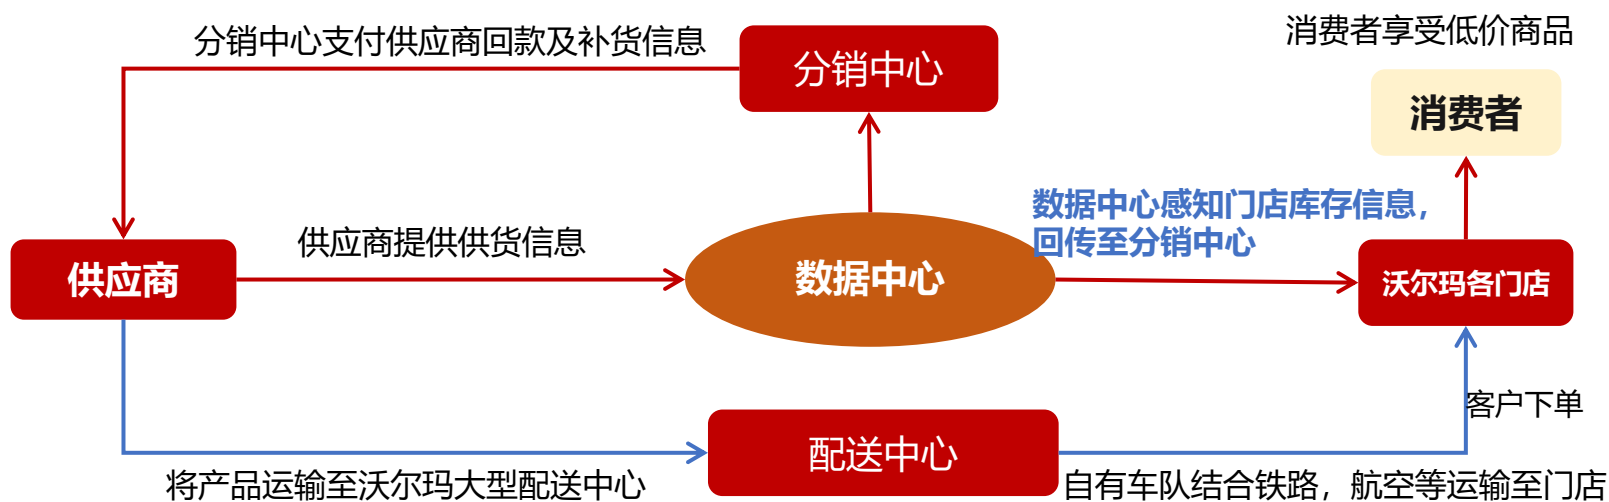 分销中心支付供应商回款及补货信息
分销中心
消费者享受低价商品
消费者
数据中心感知门店库存信息，
回传至分销中心
供应商提供供货信息
供应商
数据中心
沃尔玛各门店
客户下单
配送中心
将产品运输至沃尔玛大型配送中心
自有车队结合铁路，航空等运输至门店